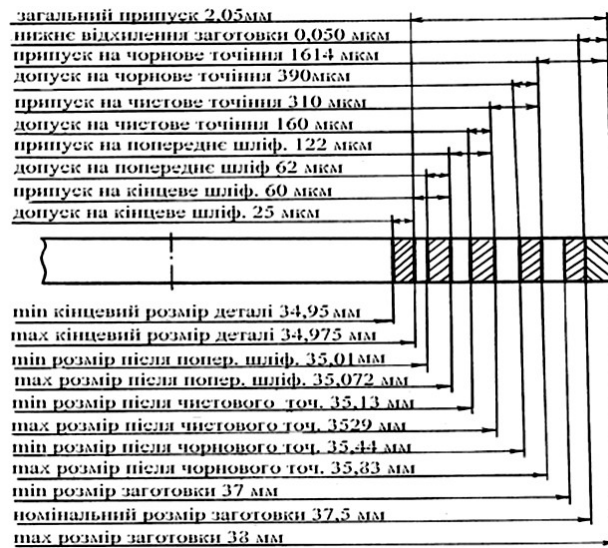 загальний припуск 2,05мм
нижнє відхилення заготовки 0,050 мкм
припуск на чорнове точіння 1614 мкм
допуск на чорнове точіння 390мкм
припуск на чистове точіння 310 мкм
допуск на чистове точіння 160 мкм
припуск на попереднє шліф. 122 мкм
допуск на попереднє шліф 62 мкм
припуск на кінцеве шліф. 60 мкм
допуск на кінцеве шліф. 25 мкм
min кінцевий розмір деталі 34,95 мм
max кінцевий розмір деталі 34,975 мм
min розмір після попер. шліф. 35,01мм
max розмір після попер. шліф. 35,072 мм
min розмір після чистового точ. 35,13 мм
max розмір після чистового точ. 3529 мм
min розмір після чорнового точ. 35,44 мм
max розмір після чорнового точ. 35,83 мм
min розмір заготовки 37 мм
номінальний розмір заготовки 37,5 мм
max розмір заготовки 38 мм